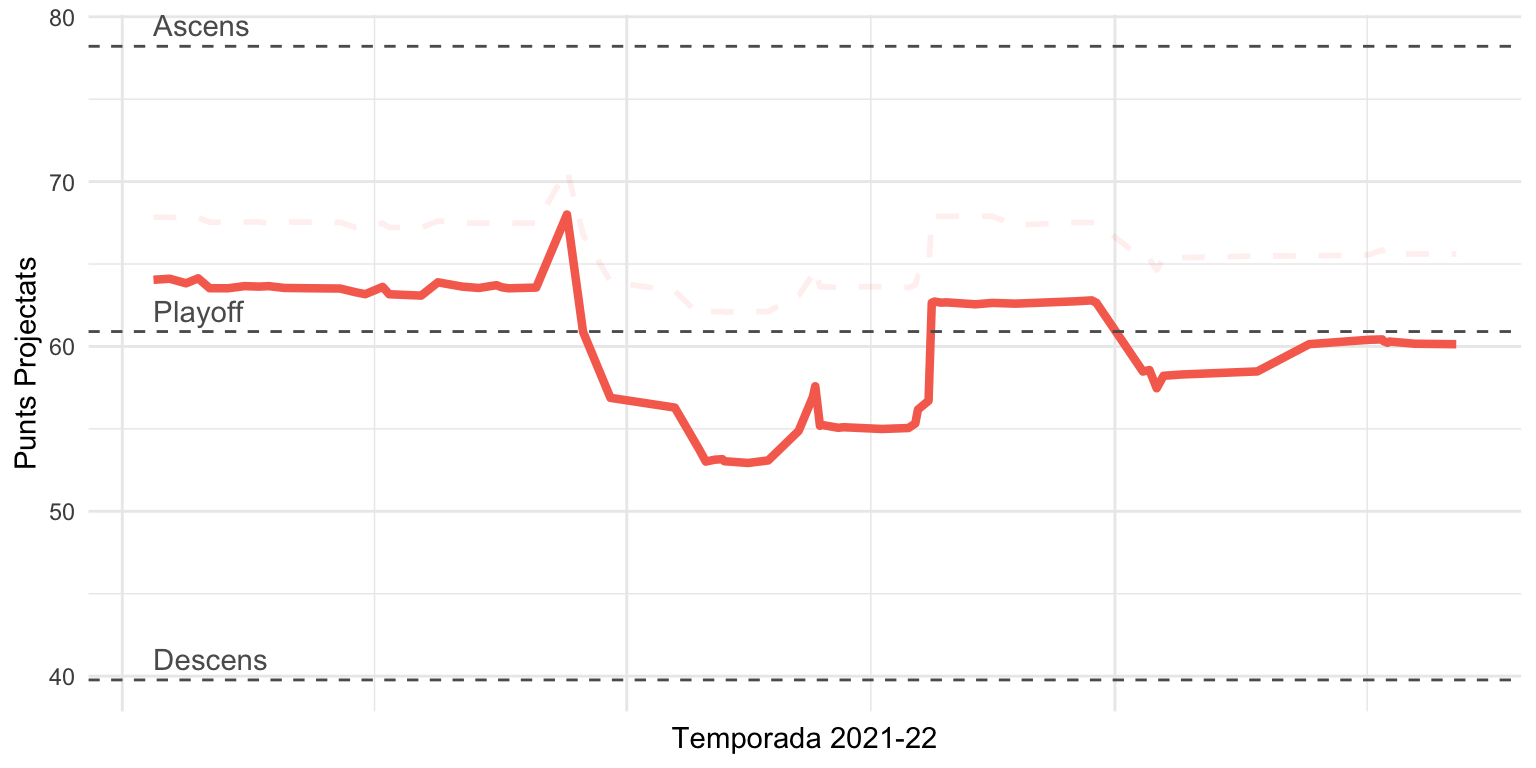 80
Ascens
70
Playoff
60
50
Descens
40
Punts Projectats
Temporada 2021-22